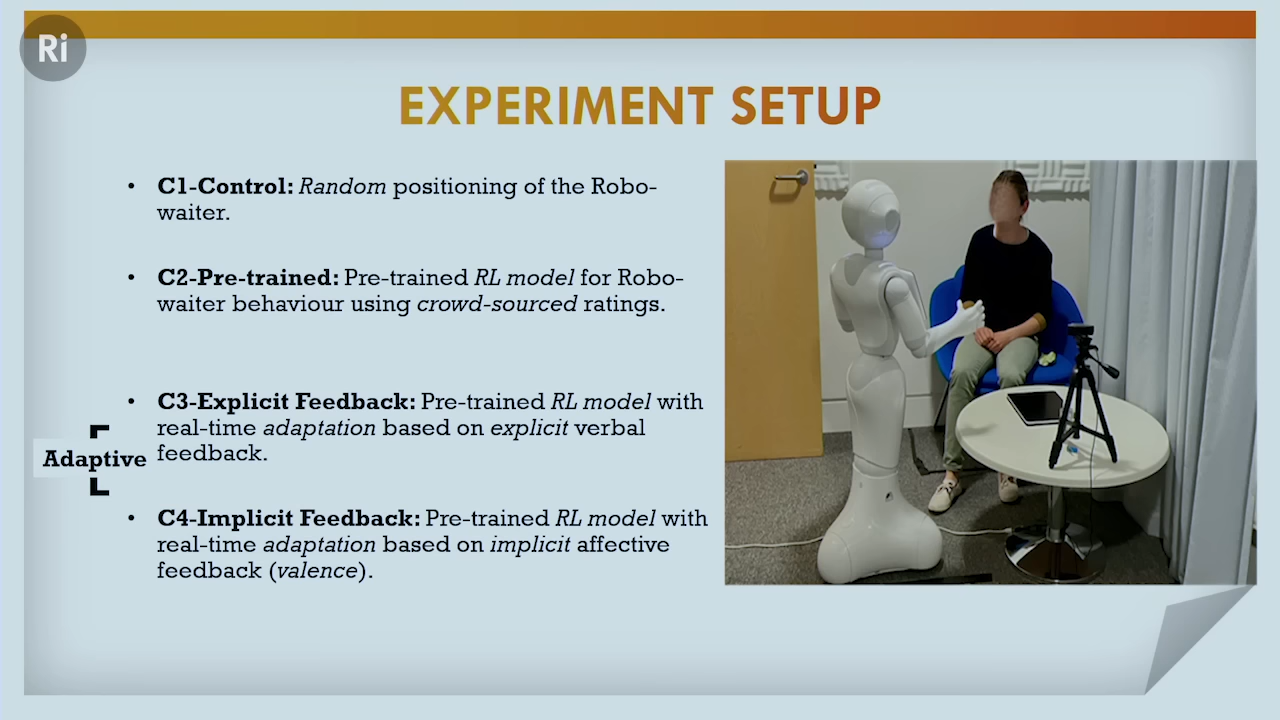 Ri
EXPERIMENT SETUP
• C1-Control: Random positioning of the Robo-
waiter.
• C2-Pre-trained: Pre-trained RL model for Robo-
waiter behaviour using crowd-sourced ratings.
• C3-Explicit Feedback: Pre-trained RL model with
real-time adaptation based on explicit verbal
feedback.
Adaptive
• C4-Implicit Feedback: Pre-trained RL model with
real-time adaptation based on implicit affective
feedback (valence).